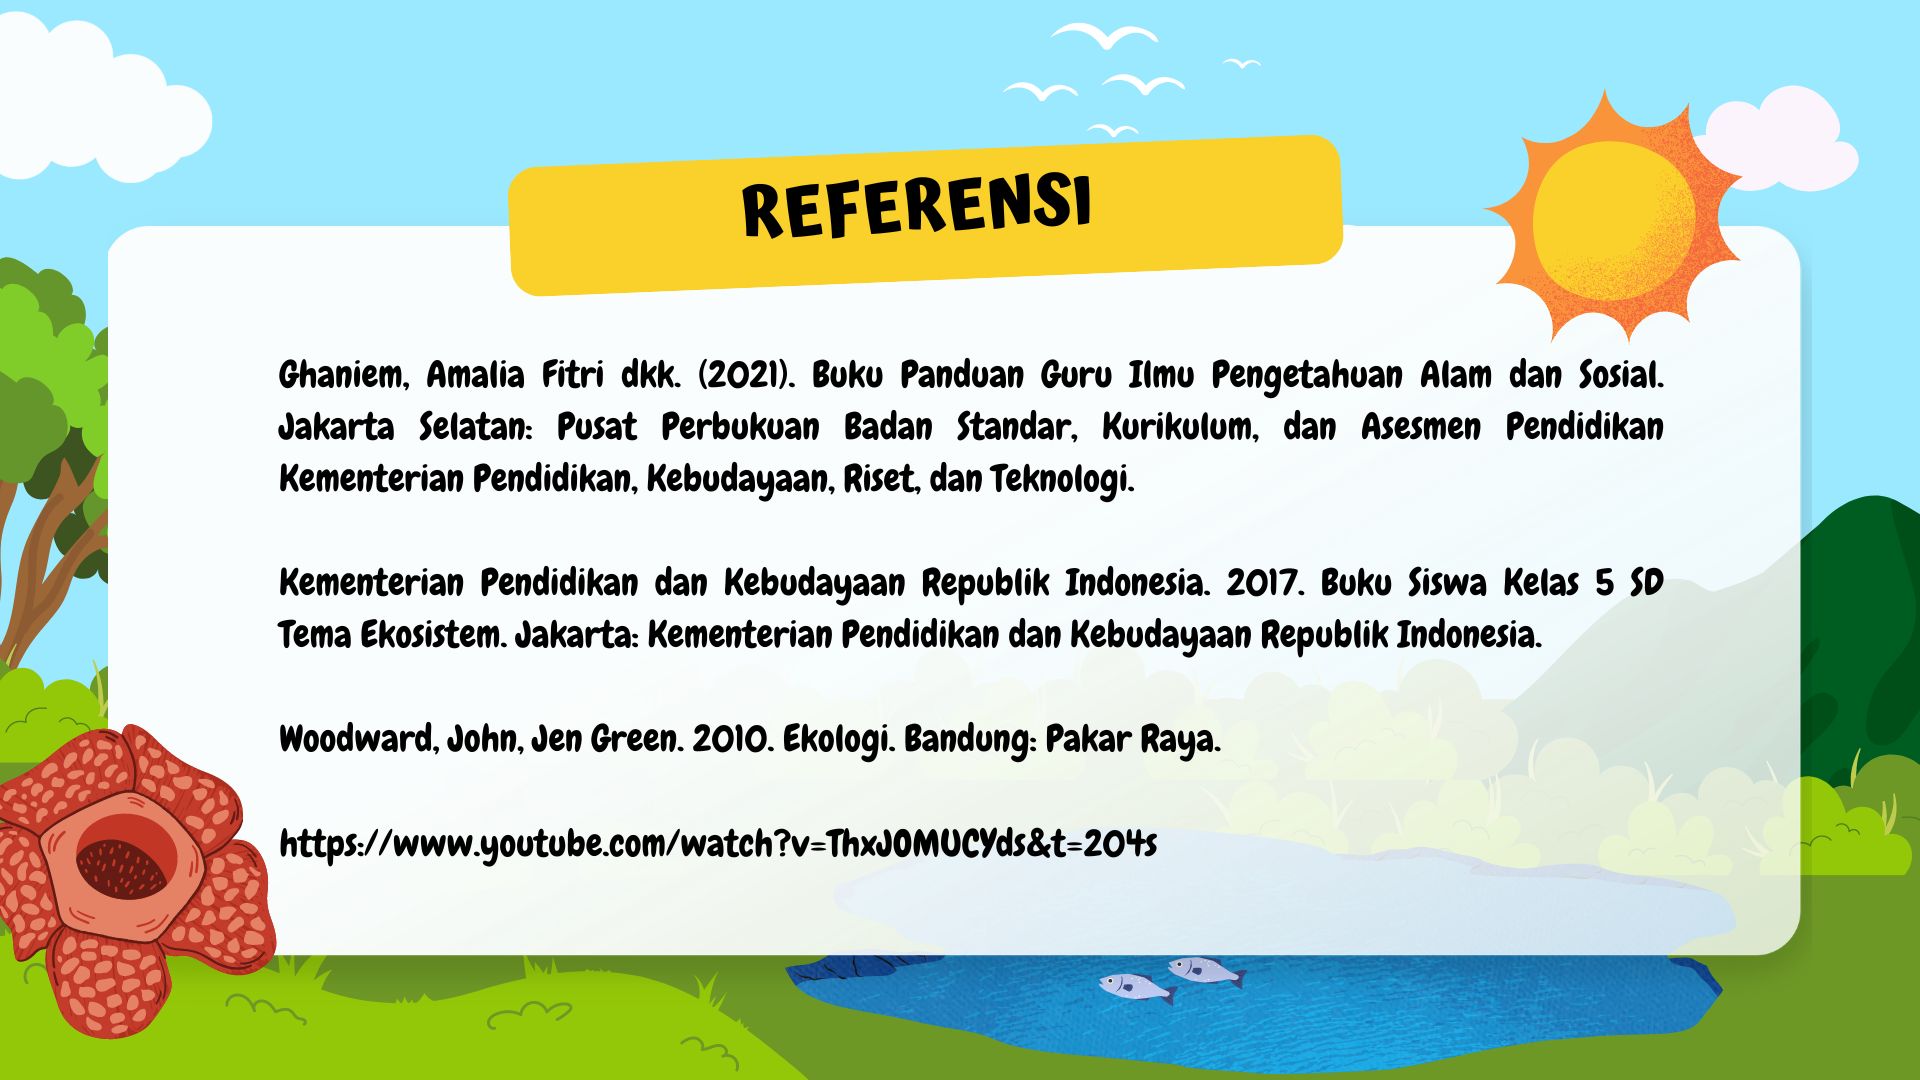 REFERENSI
Ghaniem, Amalia Fitri dkk. (2021). Buku Panduan Guru Ilmu Pengetahuan Alam dan Sosial.
Jakarta Selatan: Pusat Perbukuan Badan Standar, Kurikulum, dan Asesmen Pendidikan
Kementerian Pendidikan, Kebudayaan, Riset, dan Teknologi.
Kementerian Pendidikan dan Kebudayaan Republik Indonesia. 2017. Buku Siswa Kelas 5 SD
Tema Ekosistem. Jakarta: Kementerian Pendidikan dan Kebudayaan Republik Indonesia.
Woodward, John, Jen Green. 2010. Ekologi. Bandung: Pakar Raya.
https://www.youtube.com/watch?v=ThxJ0MUCYds&t=204s